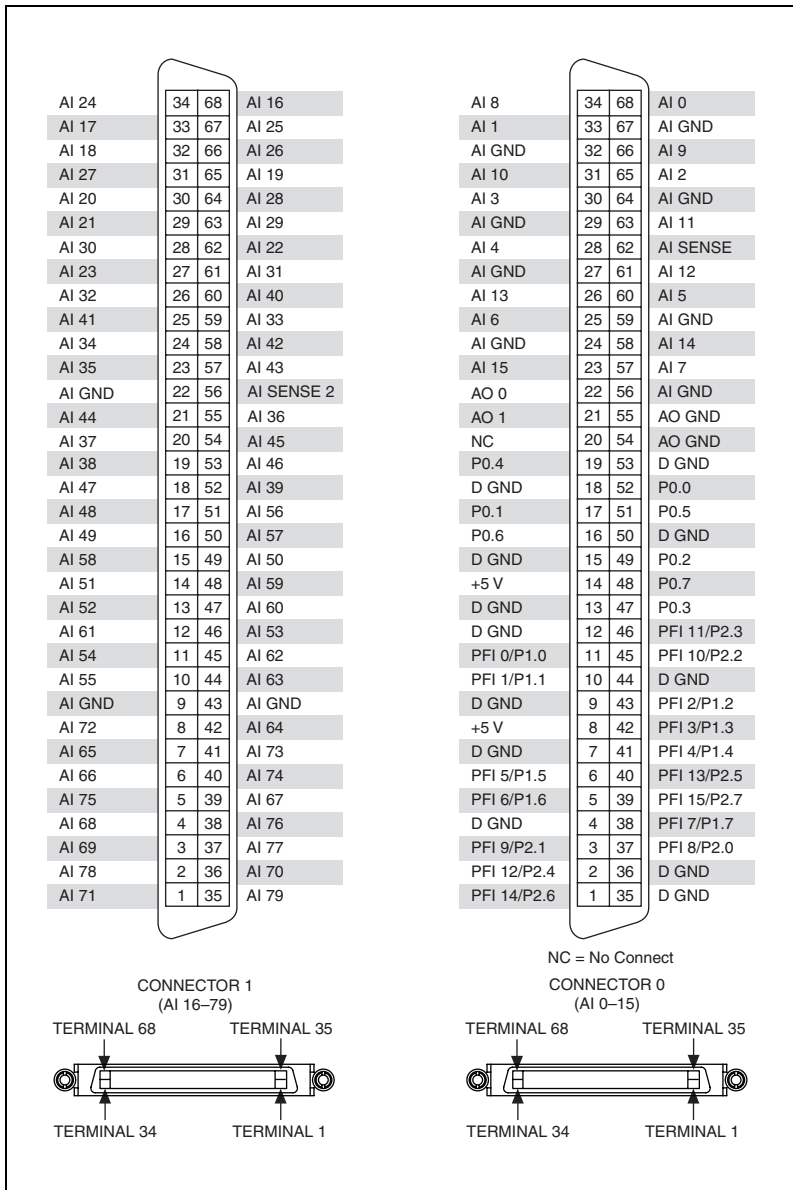 AI 24 34 68 AI 16
AI 17 33 67 AI 25
AI 18 32 66 AI 26
AI 27 31 65 AI 19
AI 20 30 64 AI 28
AI 21 29 63 AI 29
AI 30 28 62 AI 22
AI 23 27 61 AI 31
AI 32 26 60 AI 40
AI 41 25 59 AI 33
AI 34 24 58 AI 42
AI 35 23 57 AI 43
AI GND 22 56 AI SENSE 2
AI 44 21 55 AI 36
AI 37 20 54 AI 45
AI 38 19 53 AI 46
AI 47 18 52 AI 39
AI 48 17 51 AI 56
AI 49 16 50 AI 57
AI 58 15 49 AI 50
AI 51 14 48 AI 59
AI 52 13 47 AI 60
AI 61 12 46 AI 53
AI 54 11 45 AI 62
AI 55 10 44 AI 63
AI GND 9 43 AI GND
AI 72 8 42 AI 64
AI 65 7 41 AI 73
AI 66 6 40 AI 74
AI 75 5 39 AI 67
AI 68 4 38 AI 76
AI 69 3 37 AI 77
AI 78 2 36 AI 70
AI 71 1 35 AI 79
CONNECTOR 1
(AI 16–79)
TERMINAL 68 TERMINAL 35
TERMINAL 34 TERMINAL 1
AI 8 34 68 AI 0
AI 1 33 67 AI GND
AI GND 32 66 AI 9
AI 10 31 65 AI 2
AI 3 30 64 AI GND
AI GND 29 63 AI 11
AI 4 28 62 AI SENSE
AI GND 27 61 AI 12
AI 13 26 60 AI 5
AI 6 25 59 AI GND
AI GND 24 58 AI 14
AI 15 23 57 AI 7
AO 0 22 56 AI GND
AO 1 21 55 AO GND
NC 20 54 AO GND
P0.4 19 53 D GND
D GND 18 52 P0.0
P0.1 17 51 P0.5
P0.6 16 50 D GND
D GND 15 49 P0.2
+5 V 14 48 P0.7
D GND 13 47 P0.3
D GND 12 46 PFI 11/P2.3
PFI 0/P1.0 11 45 PFI 10/P2.2
PFI 1/P1.1 10 44 D GND
D GND 9 43 PFI 2/P1.2
+5 V 8 42 PFI 3/P1.3
D GND 7 41 PFI 4/P1.4
PFI 5/P1.5 6 40 PFI 13/P2.5
PFI 6/P1.6 5 39 PFI 15/P2.7
D GND 4 38 PFI 7/P1.7
PFI 9/P2.1 3 37 PFI 8/P2.0
PFI 12/P2.4 2 36 D GND
PFI 14/P2.6 1 35 D GND
NC = No Connect
CONNECTOR 0
(AI 0–15)
TERMINAL 68 TERMINAL 35
TERMINAL 34 TERMINAL 1